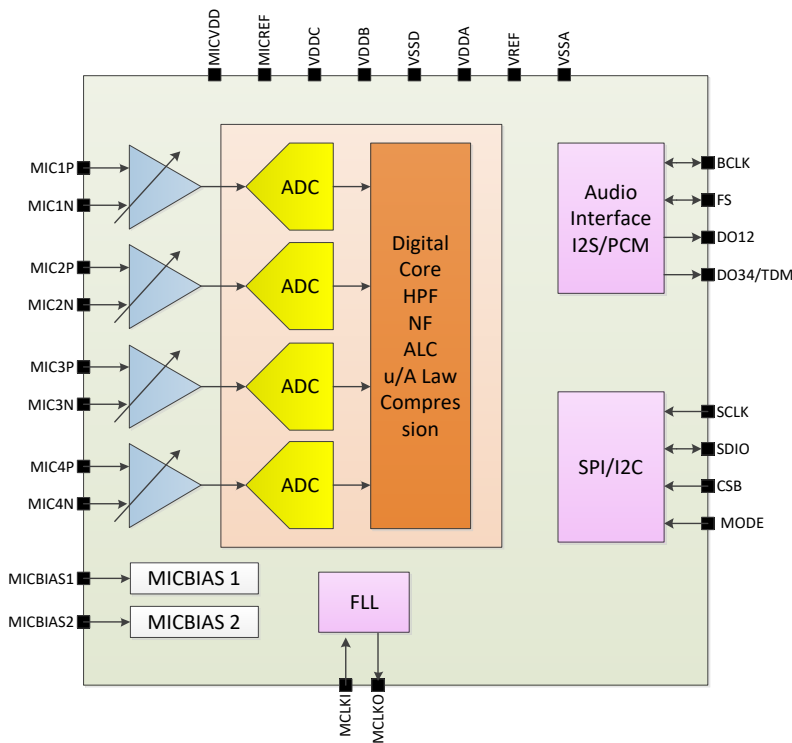 MICVDD
MICREF
VDDC
VDDB
VSSD
VDDA
VREF
VSSA
MIC1P
MIC1N
MIC2P
MIC2N
MIC3P
MIC3N
MIC4P
MIC4N
MICBIAS1
MICBIAS2
ADC
ADC
ADC
ADC
Digital
Core
HPF
NF
ALC
u/A Law
Compres
sion
MICBIAS 1
MICBIAS 2
FLL
MCLKI
MCLKO
Audio
Interface
I2S/PCM
BCLK
FS
DO12
DO34/TDM
SPI/I2C
SCLK
SDIO
CSB
MODE